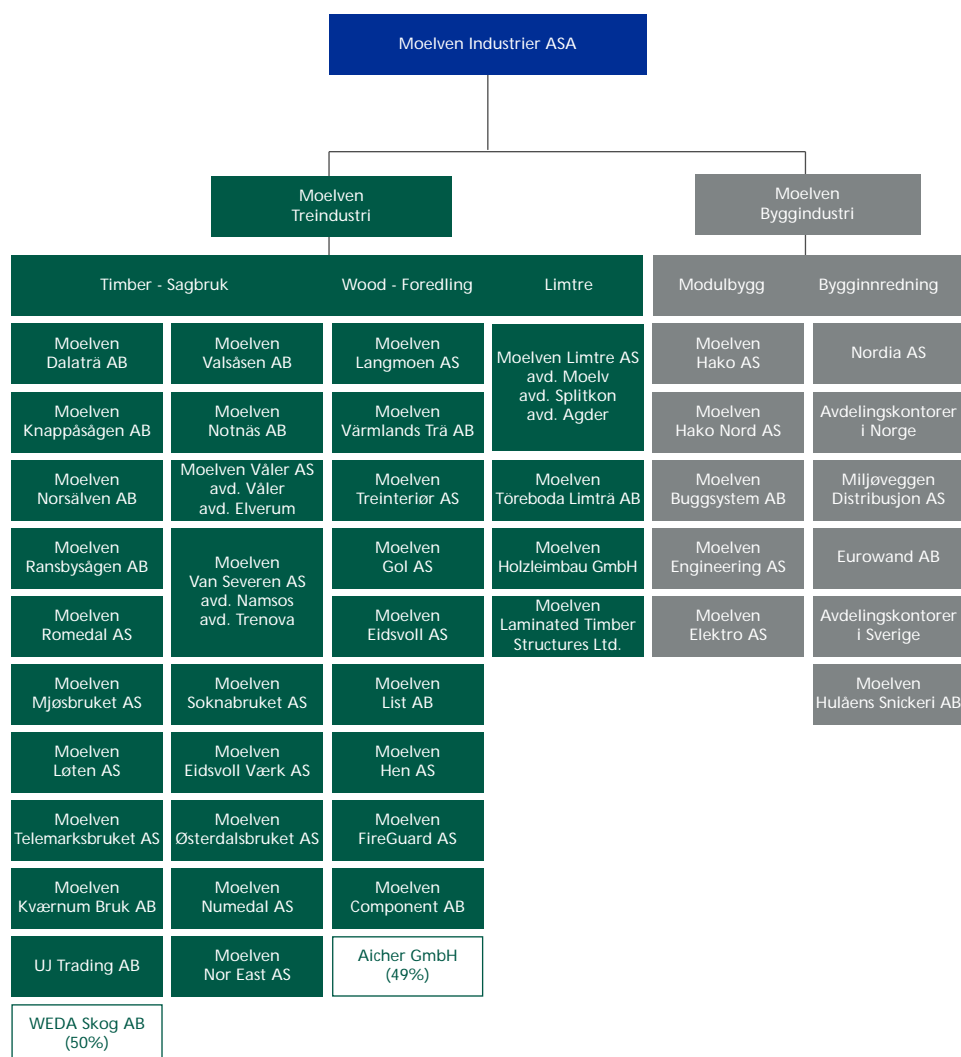 Moelven Industrier ASA
Moelven
Treindustri
Moelven
Byggindustri
Timber - Sagbruk
Wood - Foredling
Limtre
Modulbygg
Bygginnredning
Moelven
Dalaträ AB
Moelven
Knappåsågen AB
Moelven
Norsälven AB
Moelven
Ransbysågen AB
Moelven
Romedal AS
Moelven
Mjøsbruket AS
Moelven
Løten AS
Moelven
Telemarksbruket AS
Moelven
Kværnum Bruk AB
UJ Trading AB
WEDA Skog AB
(50%)
Moelven
Valsåsen AB
Moelven
Notnäs AB
Moelven Våler AS
avd. Våler
avd. Elverum
Moelven
Van Severen AS
avd. Namsos
avd. Trenova
Moelven
Soknabruket AS
Moelven
Eidsvoll Værk AS
Moelven
Østerdalsbruket AS
Moelven
Numedal AS
Moelven
Nor East AS
Moelven
Langmoen AS
Moelven
Värmlands Trä AB
Moelven
Treinteriør AS
Moelven
Gol AS
Moelven
Eidsvoll AS
Moelven
List AB
Moelven
Hen AS
Moelven
FireGuard AS
Moelven
Component AB
Aicher GmbH
(49%)
Moelven Limtre AS
avd. Moelv
avd. Splitkon
avd. Agder
Moelven
Töreboda Limträ AB
Moelven
Holzleimbau GmbH
Moelven
Laminated Timber
Structures Ltd.
Moelven
Hako AS
Moelven
Hako Nord AS
Moelven
Buggsystem AB
Moelven
Engineering AS
Moelven
Elektro AS
Nordia AS
Avdelingskontorer
i Norge
Miljøveggen
Distribusjon AS
Eurowand AB
Avdelingskontorer
i Sverige
Moelven
Hulåens Snickeri AB